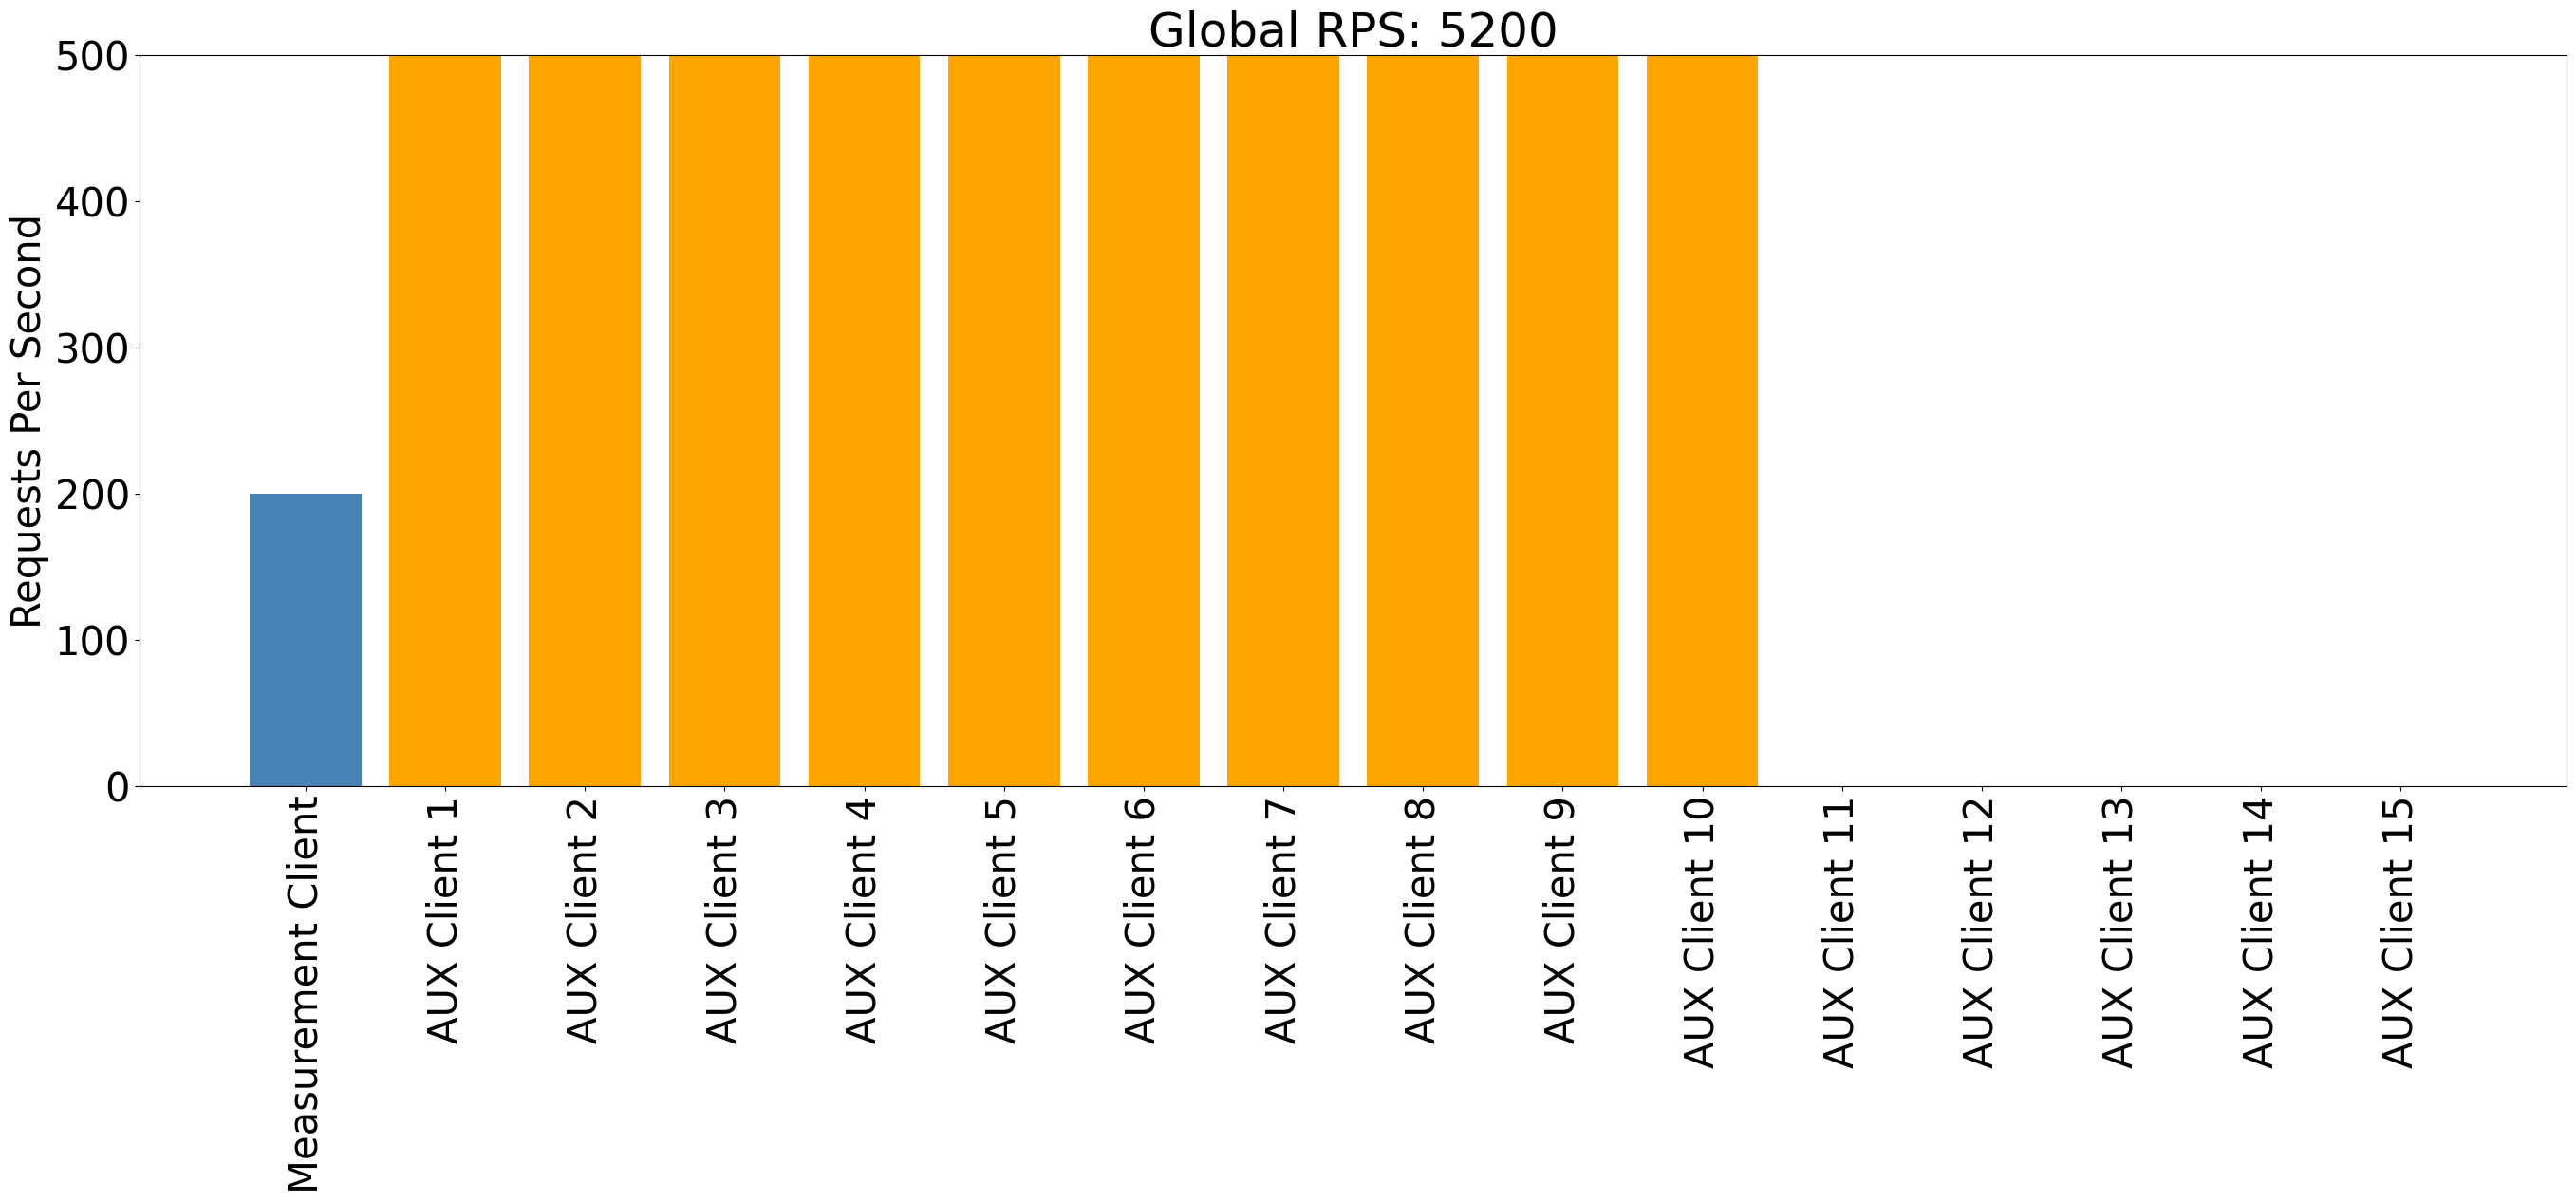 Global RPS: 5200
Requests Per Second
500
400
300
200
100
0
Measurement Client
AUX Client 1
AUX Client 2
AUX Client 3
AUX Client 4
AUX Client 5
AUX Client 6
AUX Client 7
AUX Client 8
AUX Client 9
AUX Client 10
AUX Client 11
AUX Client 12
AUX Client 13
AUX Client 14
AUX Client 15